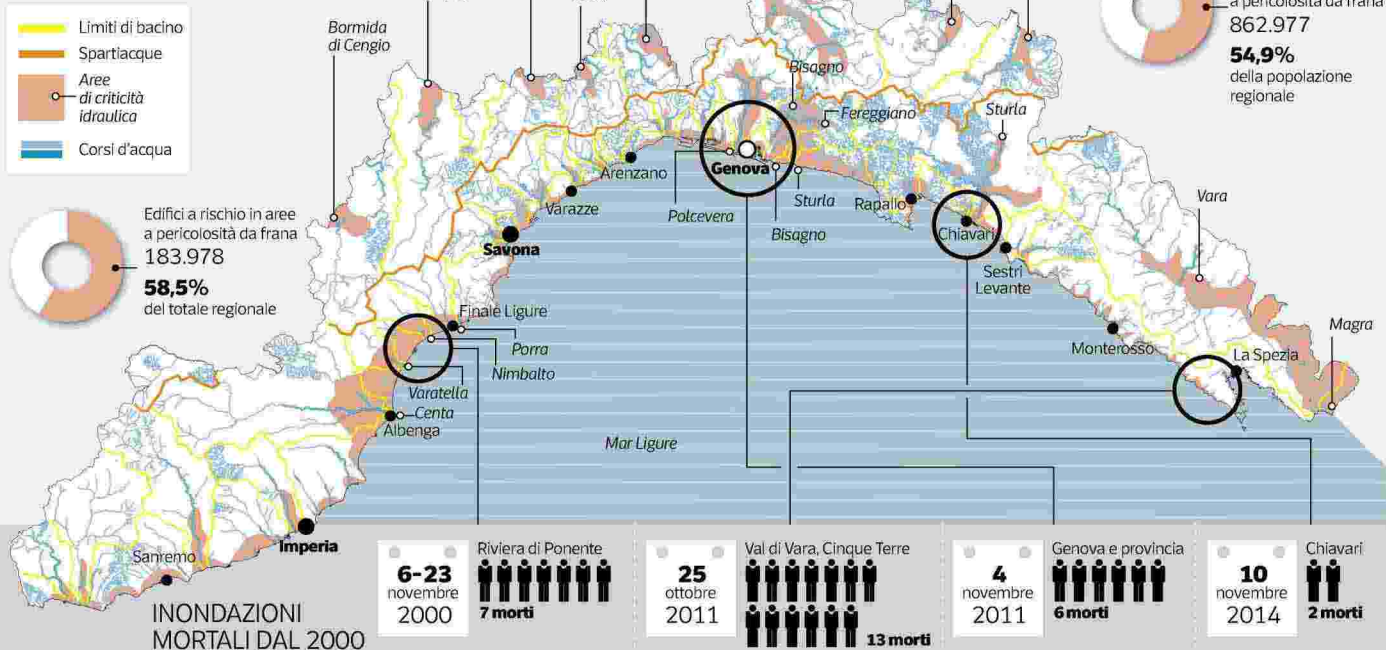 Limiti di bacino
Spartiacque
Aree
di criticità
idraulica
Corsi d'acqua
Edifici a rischio in aree
a pericolosità da frana
183.978
58,5%
del totale regionale
a pericolosità da frana
862.977
54,9%
della popolazione
regionale
Bormida
di Cengio
Bisagno
Fereggiano
Sturla
Vara
Magra
Arenzano
Genova
Varazze
Polcevera
Sturla
Bisagno
Rapallo
Chiavari
Savona
Sestri
Levante
Finale Ligure
Porra
Nimbalto
Varatella
Centa
Albenga
Monterosso
La Spezia
Mar Ligure
Sanremo
Imperia
INONDAZIONI
MORTALI DAL 2000
6-23
novembre
2000
Riviera di Ponente
7 morti
25
ottobre
2011
Val di Vara, Cinque Terre
13 morti
4
novembre
2011
Genova e provincia
6 morti
10
novembre
2014
Chiavari
2 morti